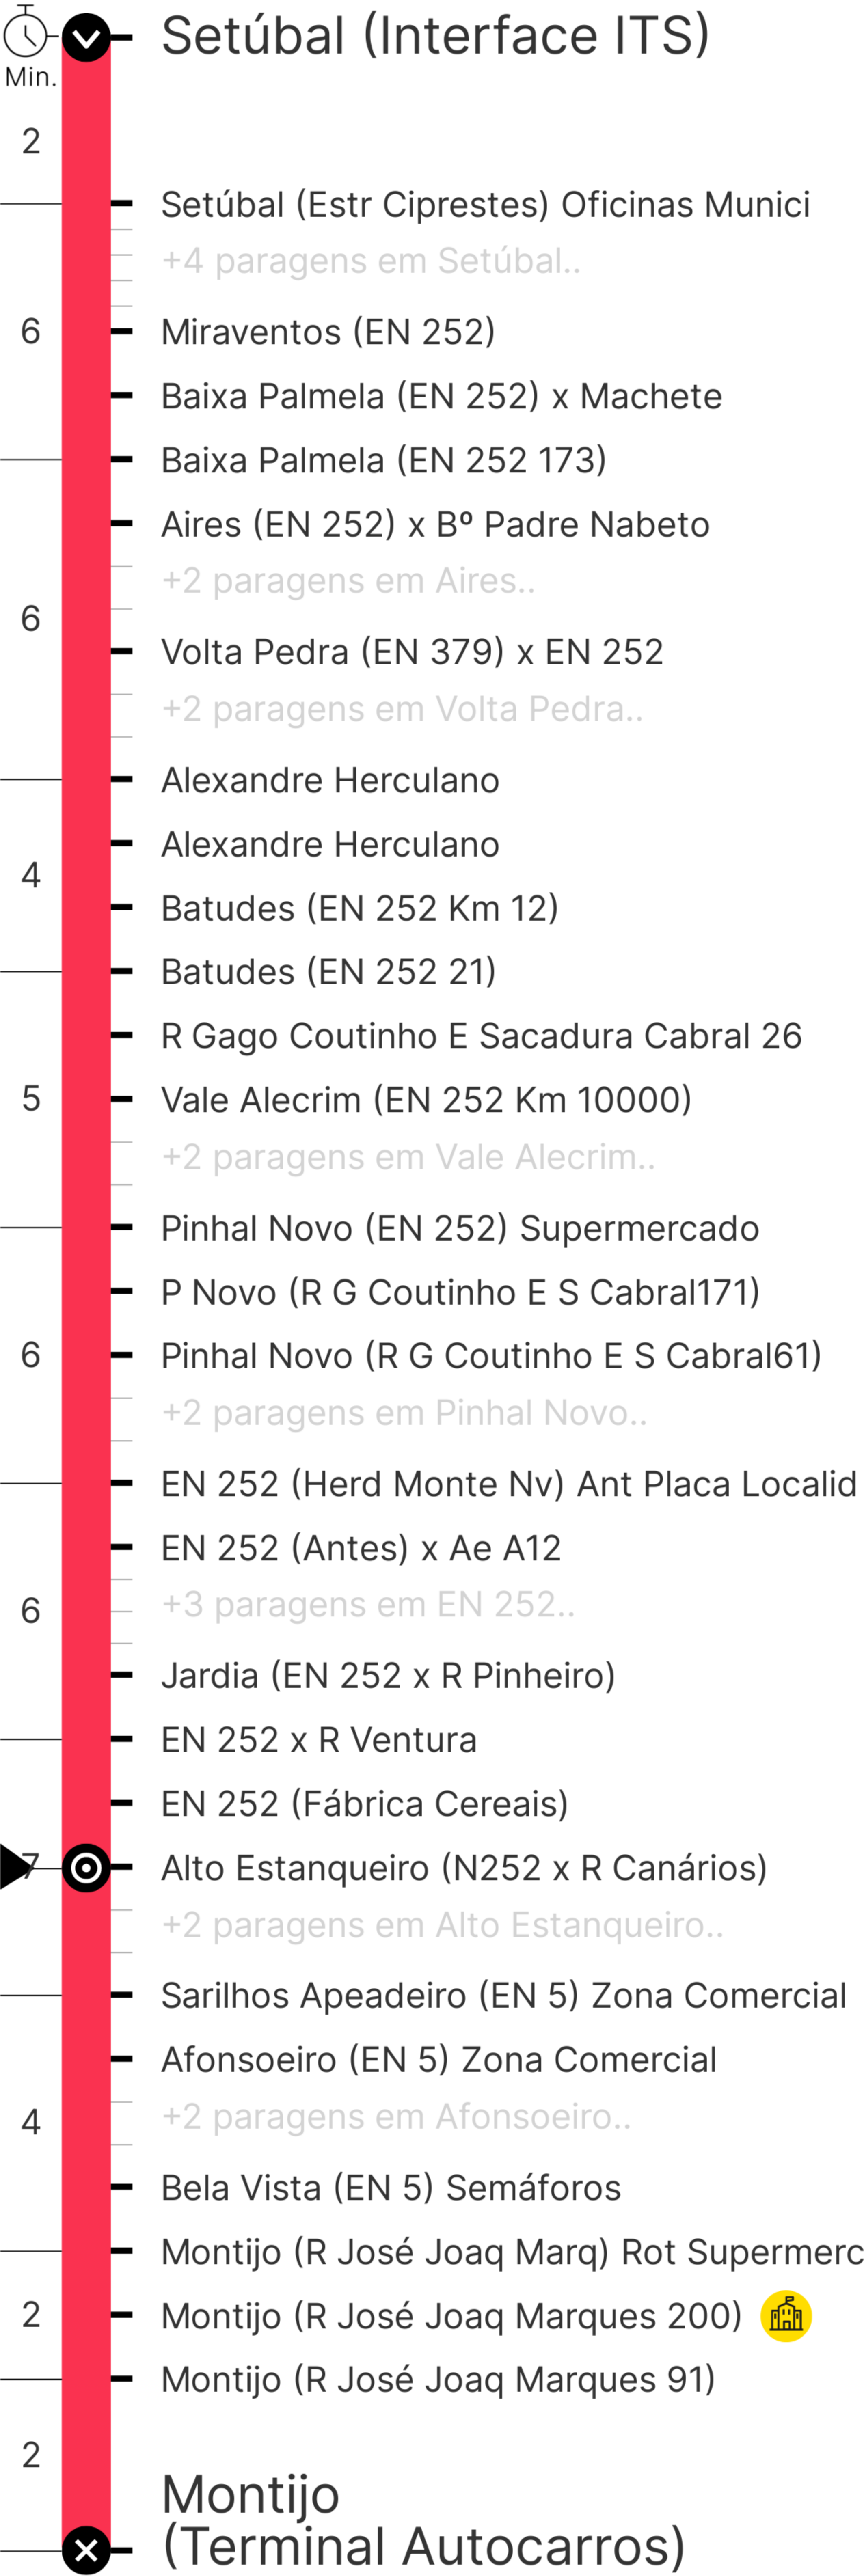 Setúbal (Interface ITS)
Min.
2
Setúbal (Estr Ciprestes) Oficinas Munici
+4 paragens em Setúbal..
6
Miraventos (EN 252)
Baixa Palmela (EN 252) x Machete
Baixa Palmela (EN 252 173)
Aires (EN 252) x Bº Padre Nabeto
+2 paragens em Aires..
6
Volta Pedra (EN 379) x EN 252
+2 paragens em Volta Pedra..
Alexandre Herculano
Alexandre Herculano
4
Batudes (EN 252 Km 12)
Batudes (EN 252 21)
R Gago Coutinho E Sacadura Cabral 26
5
Vale Alecrim (EN 252 Km 10000)
+2 paragens em Vale Alecrim..
Pinhal Novo (EN 252) Supermercado
P Novo (R G Coutinho E S Cabral171)
6
Pinhal Novo (R G Coutinho E S Cabral61)
+2 paragens em Pinhal Novo..
EN 252 (Herd Monte Nv) Ant Placa Localid
EN 252 (Antes) x Ae A12
6
+3 paragens em EN 252..
Jardia (EN 252 x R Pinheiro)
EN 252 x R Ventura
EN 252 (Fábrica Cereais)
7
Alto Estanqueiro (N252 x R Canários)
+2 paragens em Alto Estanqueiro..
Sarilhos Apeadeiro (EN 5) Zona Comercial
Afonsoeiro (EN 5) Zona Comercial
4
+2 paragens em Afonsoeiro..
Bela Vista (EN 5) Semáforos
Montijo (R José Joaq Marq) Rot Supermerc
2
Montijo (R José Joaq Marques 200)
Montijo (R José Joaq Marques 91)
2
Montijo
(Terminal Autocarros)